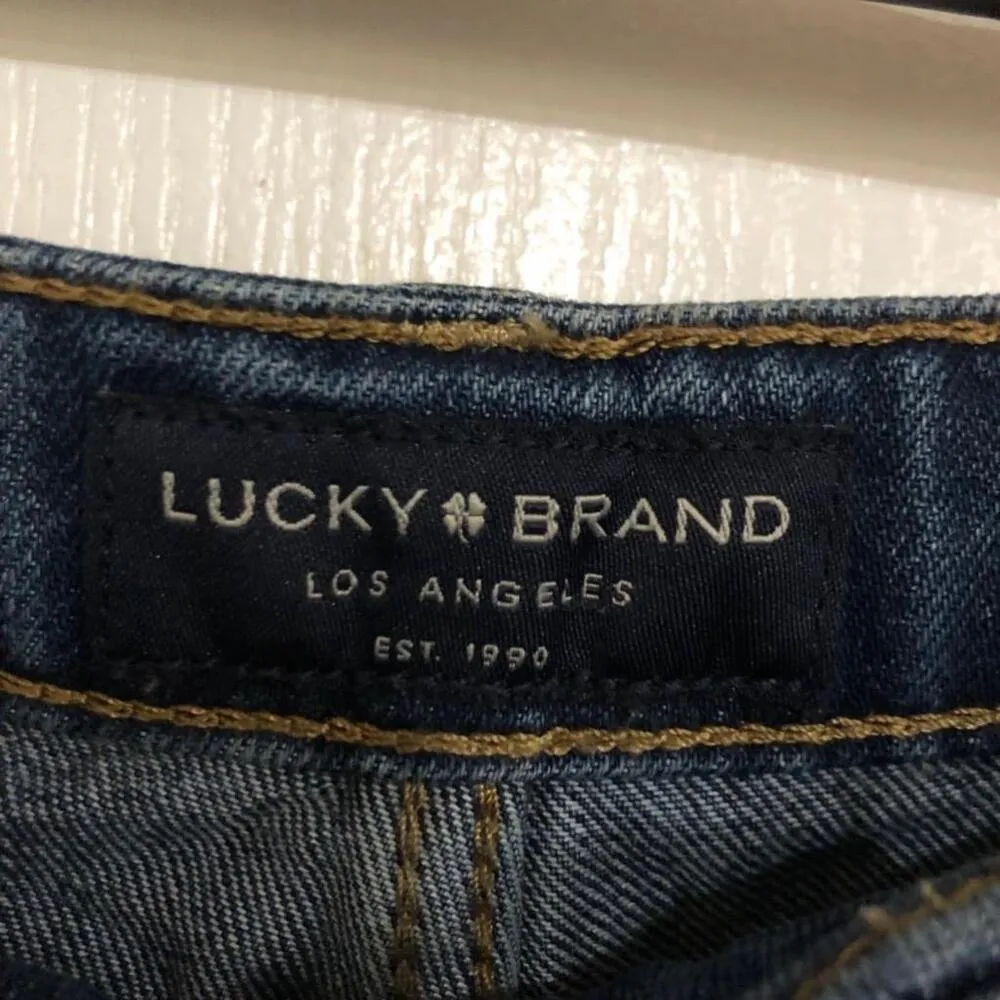 LUCKY BRAND
LOS ANGELES
EST. 1990